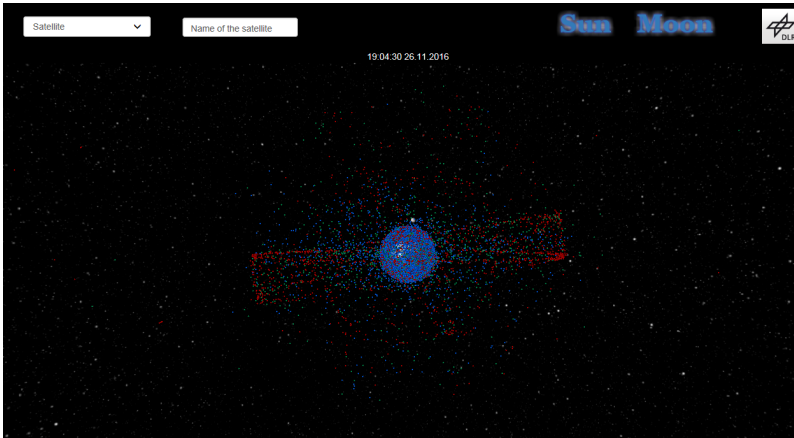 Satellite
Name of the satellite
Sun
Moon
DLR
19:04:30 26.11.2016